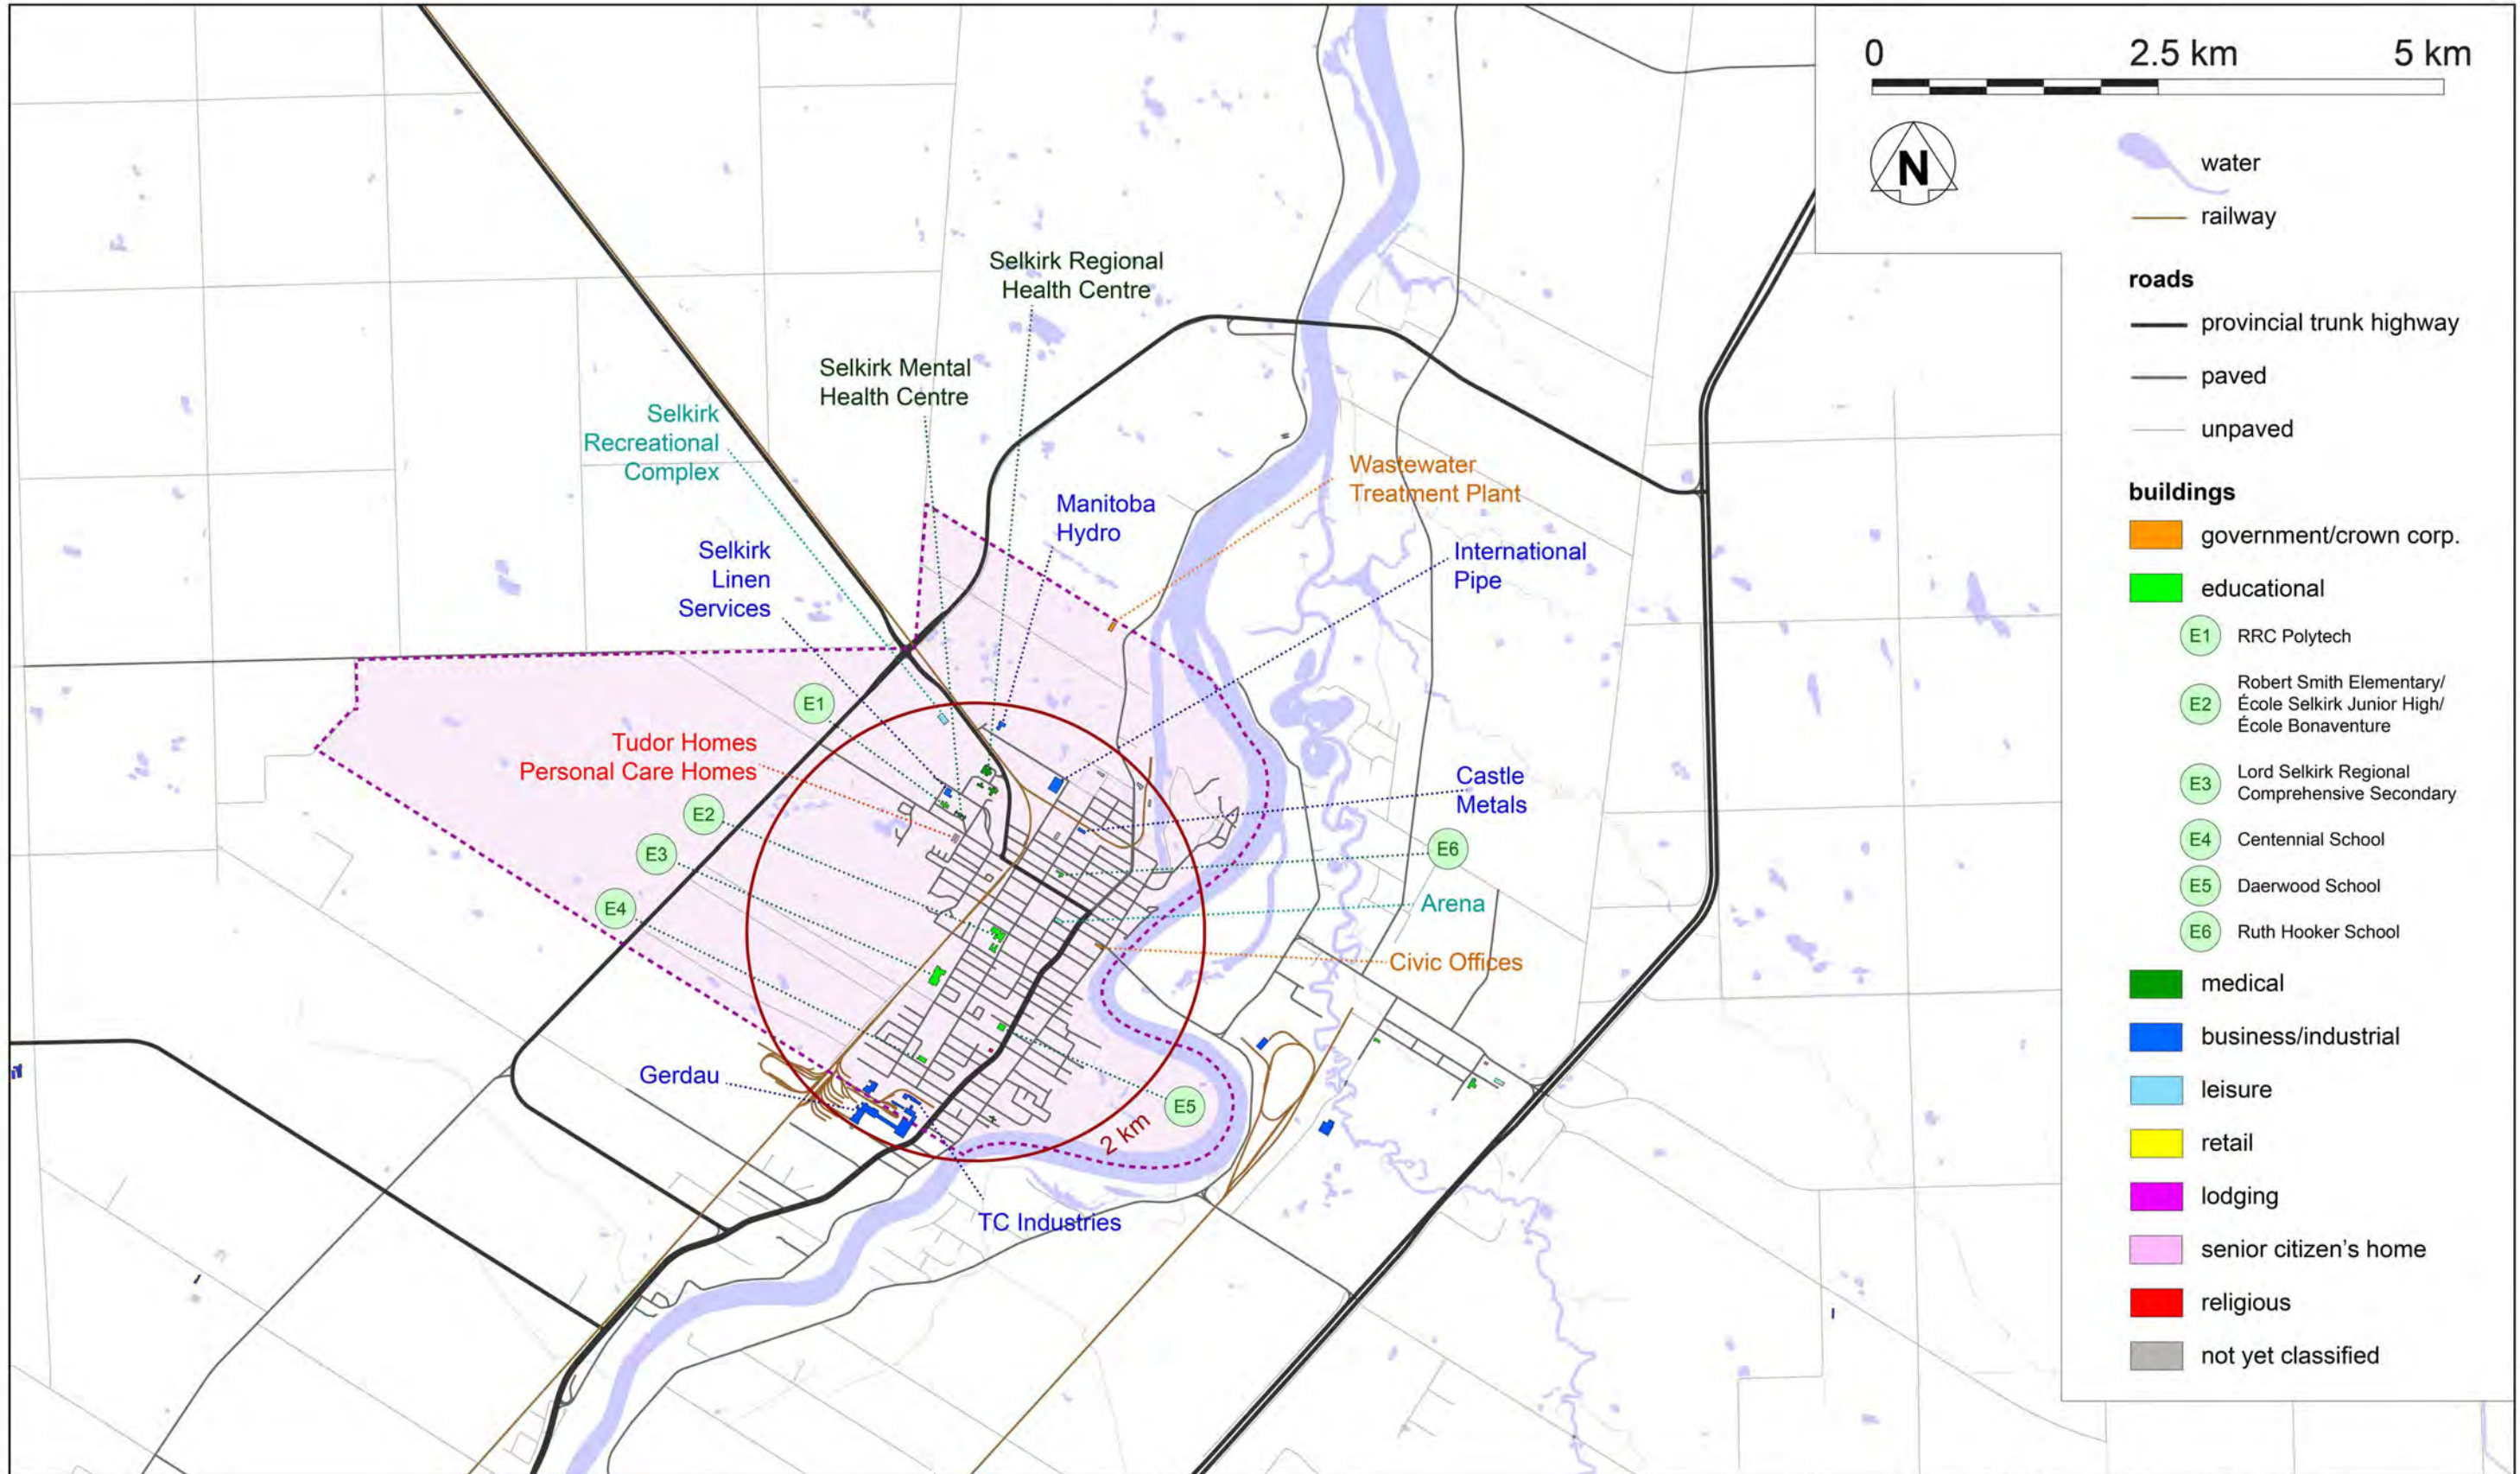 0 2.5 km 5 km
N
water
railway
roads
provincial trunk highway
paved
unpaved
buildings
government/crown corp.
educational
E1 RRC Polytech
E2 Robert Smith Elementary/
École Selkirk Junior High/
École Bonaventure
E3 Lord Selkirk Regional
Comprehensive Secondary
E4 Centennial School
E5 Daerwood School
E6 Ruth Hooker School
medical
business/industrial
leisure
retail
lodging
senior citizen's home
religious
not yet classified
Selkirk Regional
Health Centre
Selkirk Mental
Health Centre
Selkirk
Recreational
Complex
Wastewater
Treatment Plant
Manitoba
Hydro
Selkirk
Linen
Services
International
Pipe
E1
Tudor Homes
Personal Care Homes
Castle
Metals
E2
E3
E6
E4
Arena
Civic Offices
Gerdau
E5
2 km
TC Industries